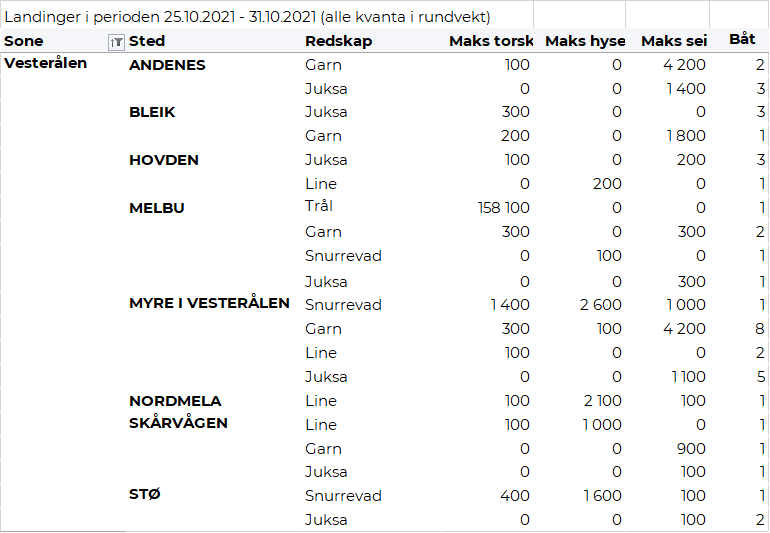 Landinger i perioden 25.10.2021 - 31.10.2021 (alle kvanta i rundvekt)
Sone Sted Redskap Maks torsk Maks hyse Maks sei Båt
Vesterålen ANDENES Garn 100 0 4 200 2
Juksa 0 0 1 400 3
BLEIK Juksa 300 0 0 3
Garn 200 0 1 800 1
HOVDEN Juksa 100 0 200 3
Line 0 200 0 1
MELBU Trål 158 100 0 0 1
Garn 300 0 300 2
Snurrevad 0 100 0 1
Juksa 0 0 300 1
MYRE I VESTERÅLEN Snurrevad 1 400 2 600 1 000 1
Garn 300 100 4 200 8
Line 100 0 0 2
Juksa 0 0 1 100 5
NORDMELA Line 100 2 100 100 1
SKÅRVÅGEN Line 100 1 000 0 1
Garn 0 0 900 1
Juksa 0 0 100 1
STØ Snurrevad 400 1 600 100 1
Juksa 0 0 100 2